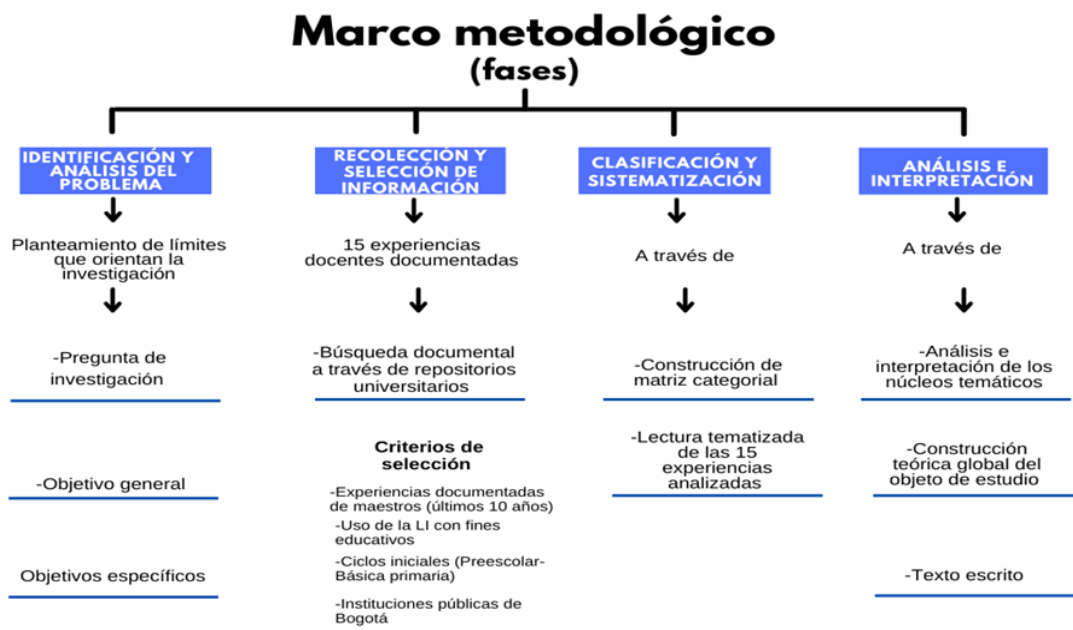 Marco metodológico
(fases)
IDENTIFICACIÓN Y
ANÁLISIS DEL
PROBLEMA
Planteamiento de límites
que orientan la
investigación
-Pregunta de
investigación
-Objetivo general
Objetivos específicos
RECOLECCIÓN Y
SELECCIÓN DE
INFORMACIÓN
15 experiencias
docentes documentadas
-Búsqueda documental
a través de repositorios
universitarios
Criterios de
selección
-Experiencias documentadas
de maestros (últimos 10 años)
-Uso de la LI con fines
educativos
-Ciclos iniciales (Preescolar-
Básica primaria)
-Instituciones públicas de
Bogotá
CLASIFICACIÓN Y
SISTEMATIZACIÓN
A través de
-Construcción de
matriz categorial
-Lectura tematizada
de las 15
experiencias
analizadas
ANÁLISIS E
INTERPRETACIÓN
A través de
-Análisis e
interpretación de los
núcleos temáticos
-Construcción
teórica global del
objeto de estudio
-Texto escrito